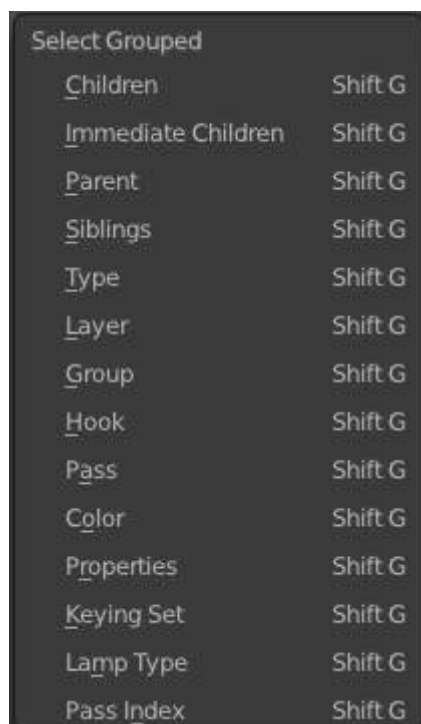 Select Grouped
Children Shift G
Immediate Children Shift G
Parent Shift G
Siblings Shift G
Type Shift G
Layer Shift G
Group Shift G
Hook Shift G
Pass Shift G
Color Shift G
Properties Shift G
Keying Set Shift G
Lamp Type Shift G
Pass Index Shift G